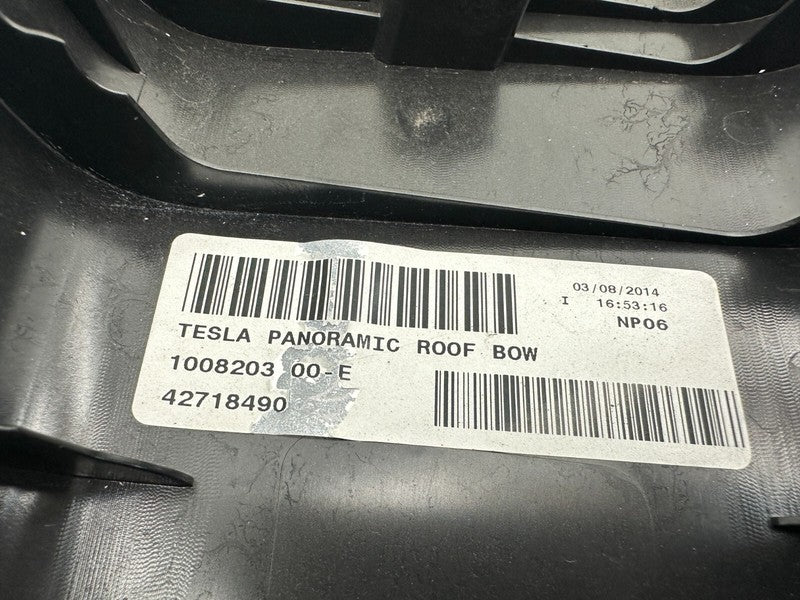 03/08/2014
I 16:53:16
NP06
TESLA PANORAMIC ROOF BOW
1008203 00-E
42718490